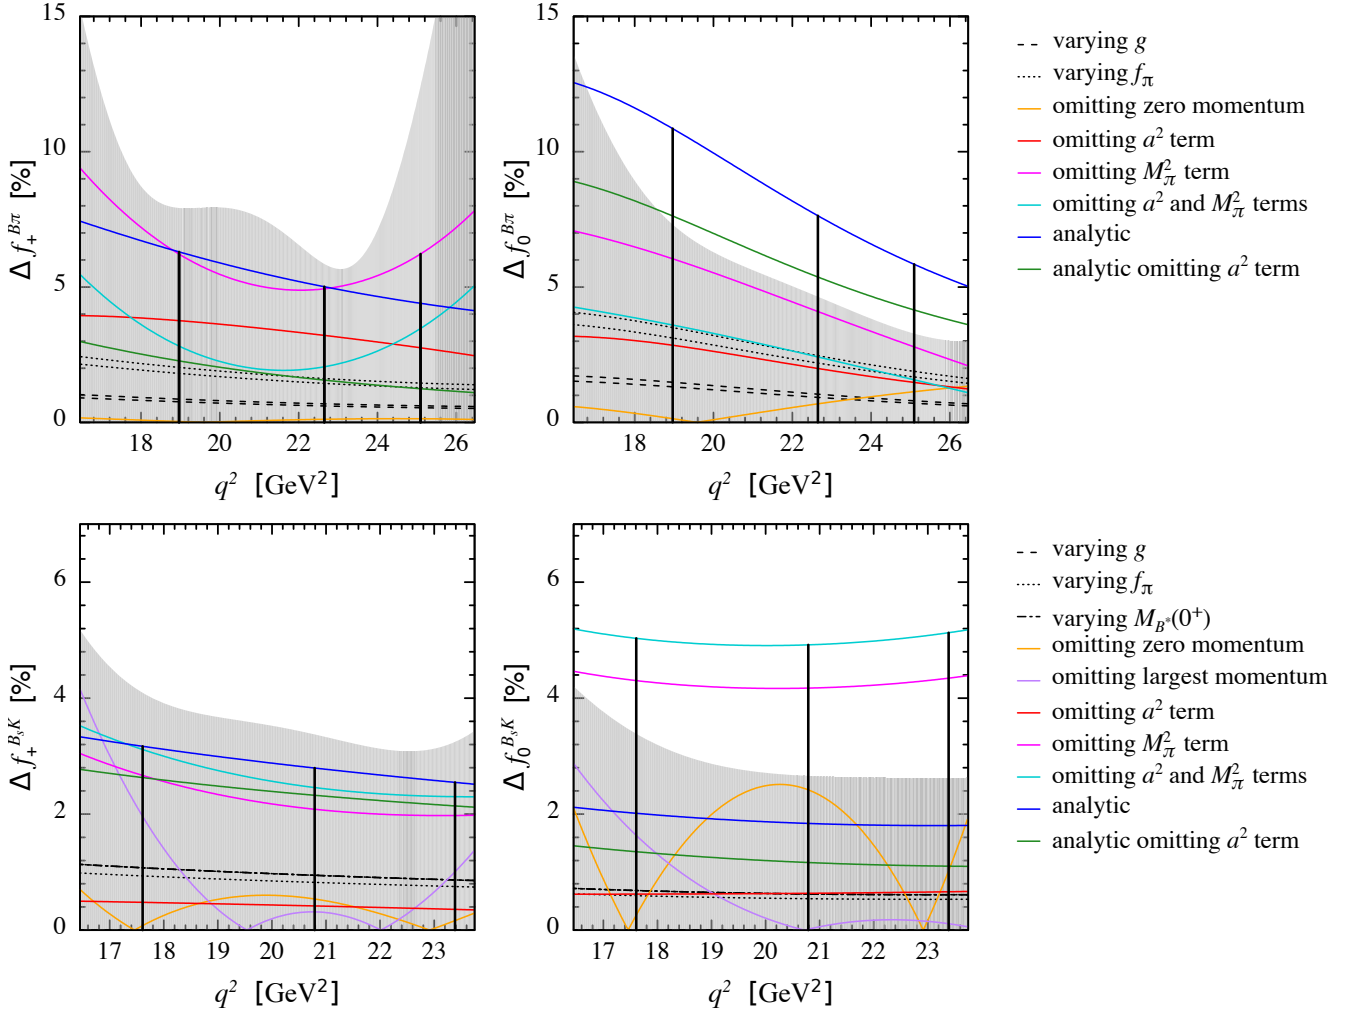 15
10
5
0
Δ f₊^{Bπ} [%]
18 20 22 24 26
q² [GeV²]
15
10
5
0
Δ f₀^{Bπ} [%]
18 20 22 24 26
q² [GeV²]
varying g
varying f_π
omitting zero momentum
omitting a² term
omitting M_π² term
omitting a² and M_π² terms
analytic
analytic omitting a² term
6
4
2
0
Δ f₊^{B_sK} [%]
17 18 19 20 21 22 23
q² [GeV²]
6
4
2
0
Δ f₀^{B_sK} [%]
17 18 19 20 21 22 23
q² [GeV²]
varying g
varying f_π
varying M_{B*}(0⁺)
omitting zero momentum
omitting largest momentum
omitting a² term
omitting M_π² term
omitting a² and M_π² terms
analytic
analytic omitting a² term